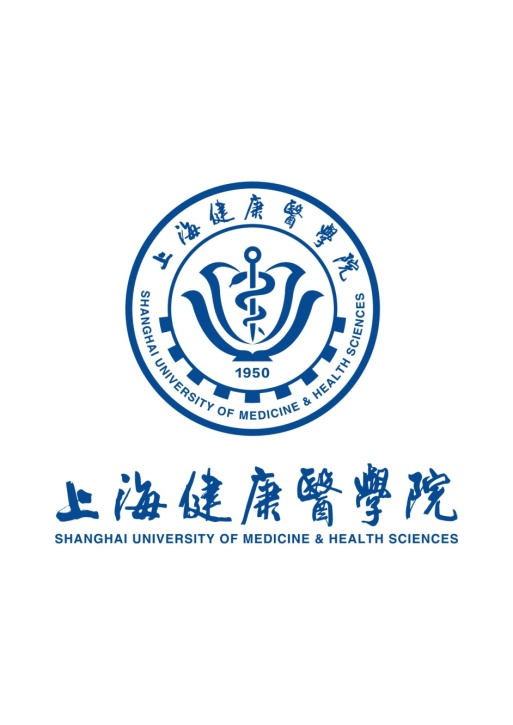 上海健康醫學院
SHANGHAI UNIVERSITY OF MEDICINE & HEALTH SCIENCES
1950
上海健康醫學院
SHANGHAI UNIVERSITY OF MEDICINE & HEALTH SCIENCES